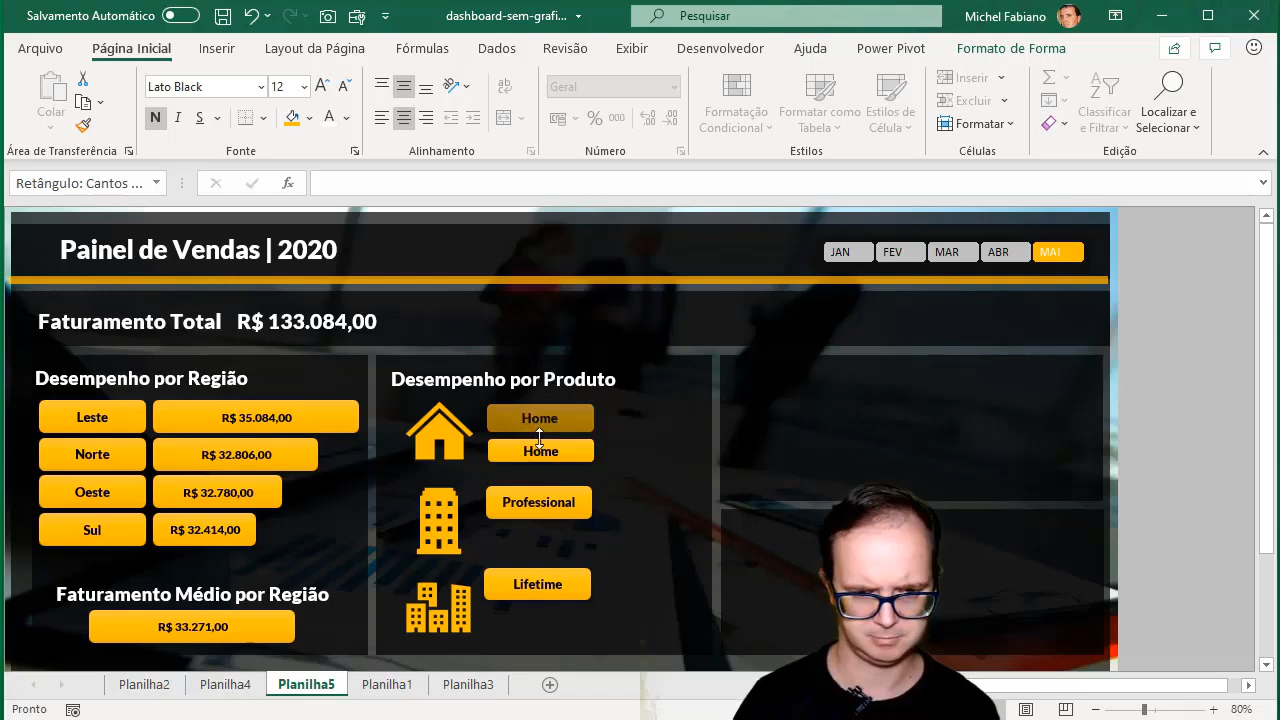 Salvamento Automático
dashboard-sem-grafi...
Pesquisar
Michel Fabiano
Arquivo
Página Inicial
Inserir
Layout da Página
Fórmulas
Dados
Revisão
Exibir
Desenvolvedor
Ajuda
Power Pivot
Formato de Forma
Colar
Lato Black
12
N I S
Geral
000
Formatação
Condicional
Formatar como
Tabela
Estilos de
Célula
Inserir
Excluir
Formatar
Classificar
e Filtrar
Localizar e
Selecionar
Área de Transferência
Fonte
Alinhamento
Número
Estilos
Células
Edição
Retângulo: Cantos ...
fx
Painel de Vendas | 2020
JAN
FEV
MAR
ABR
MAI
Faturamento Total R$ 133.084,00
Desempenho por Região
Leste R$ 35.084,00
Norte R$ 32.806,00
Oeste R$ 32.780,00
Sul R$ 32.414,00
Faturamento Médio por Região
R$ 33.271,00
Desempenho por Produto
Home
Home
Professional
Lifetime
Planilha2
Planilha4
Planilha5
Planilha1
Planilha3
Pronto
80%